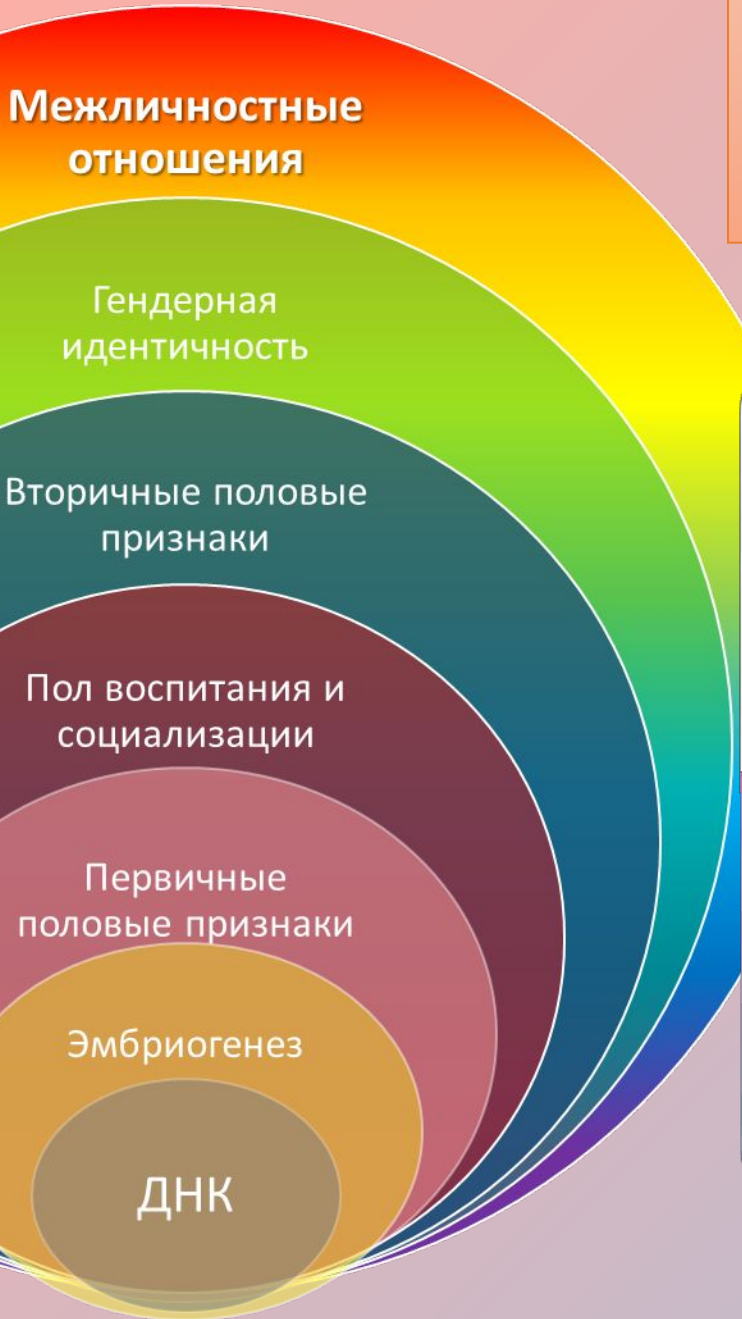 Межличностные
отношения
Гендерная
идентичность
Вторичные половые
признаки
Пол воспитания и
социализации
Первичные
половые признаки
Эмбриогенез
ДНК